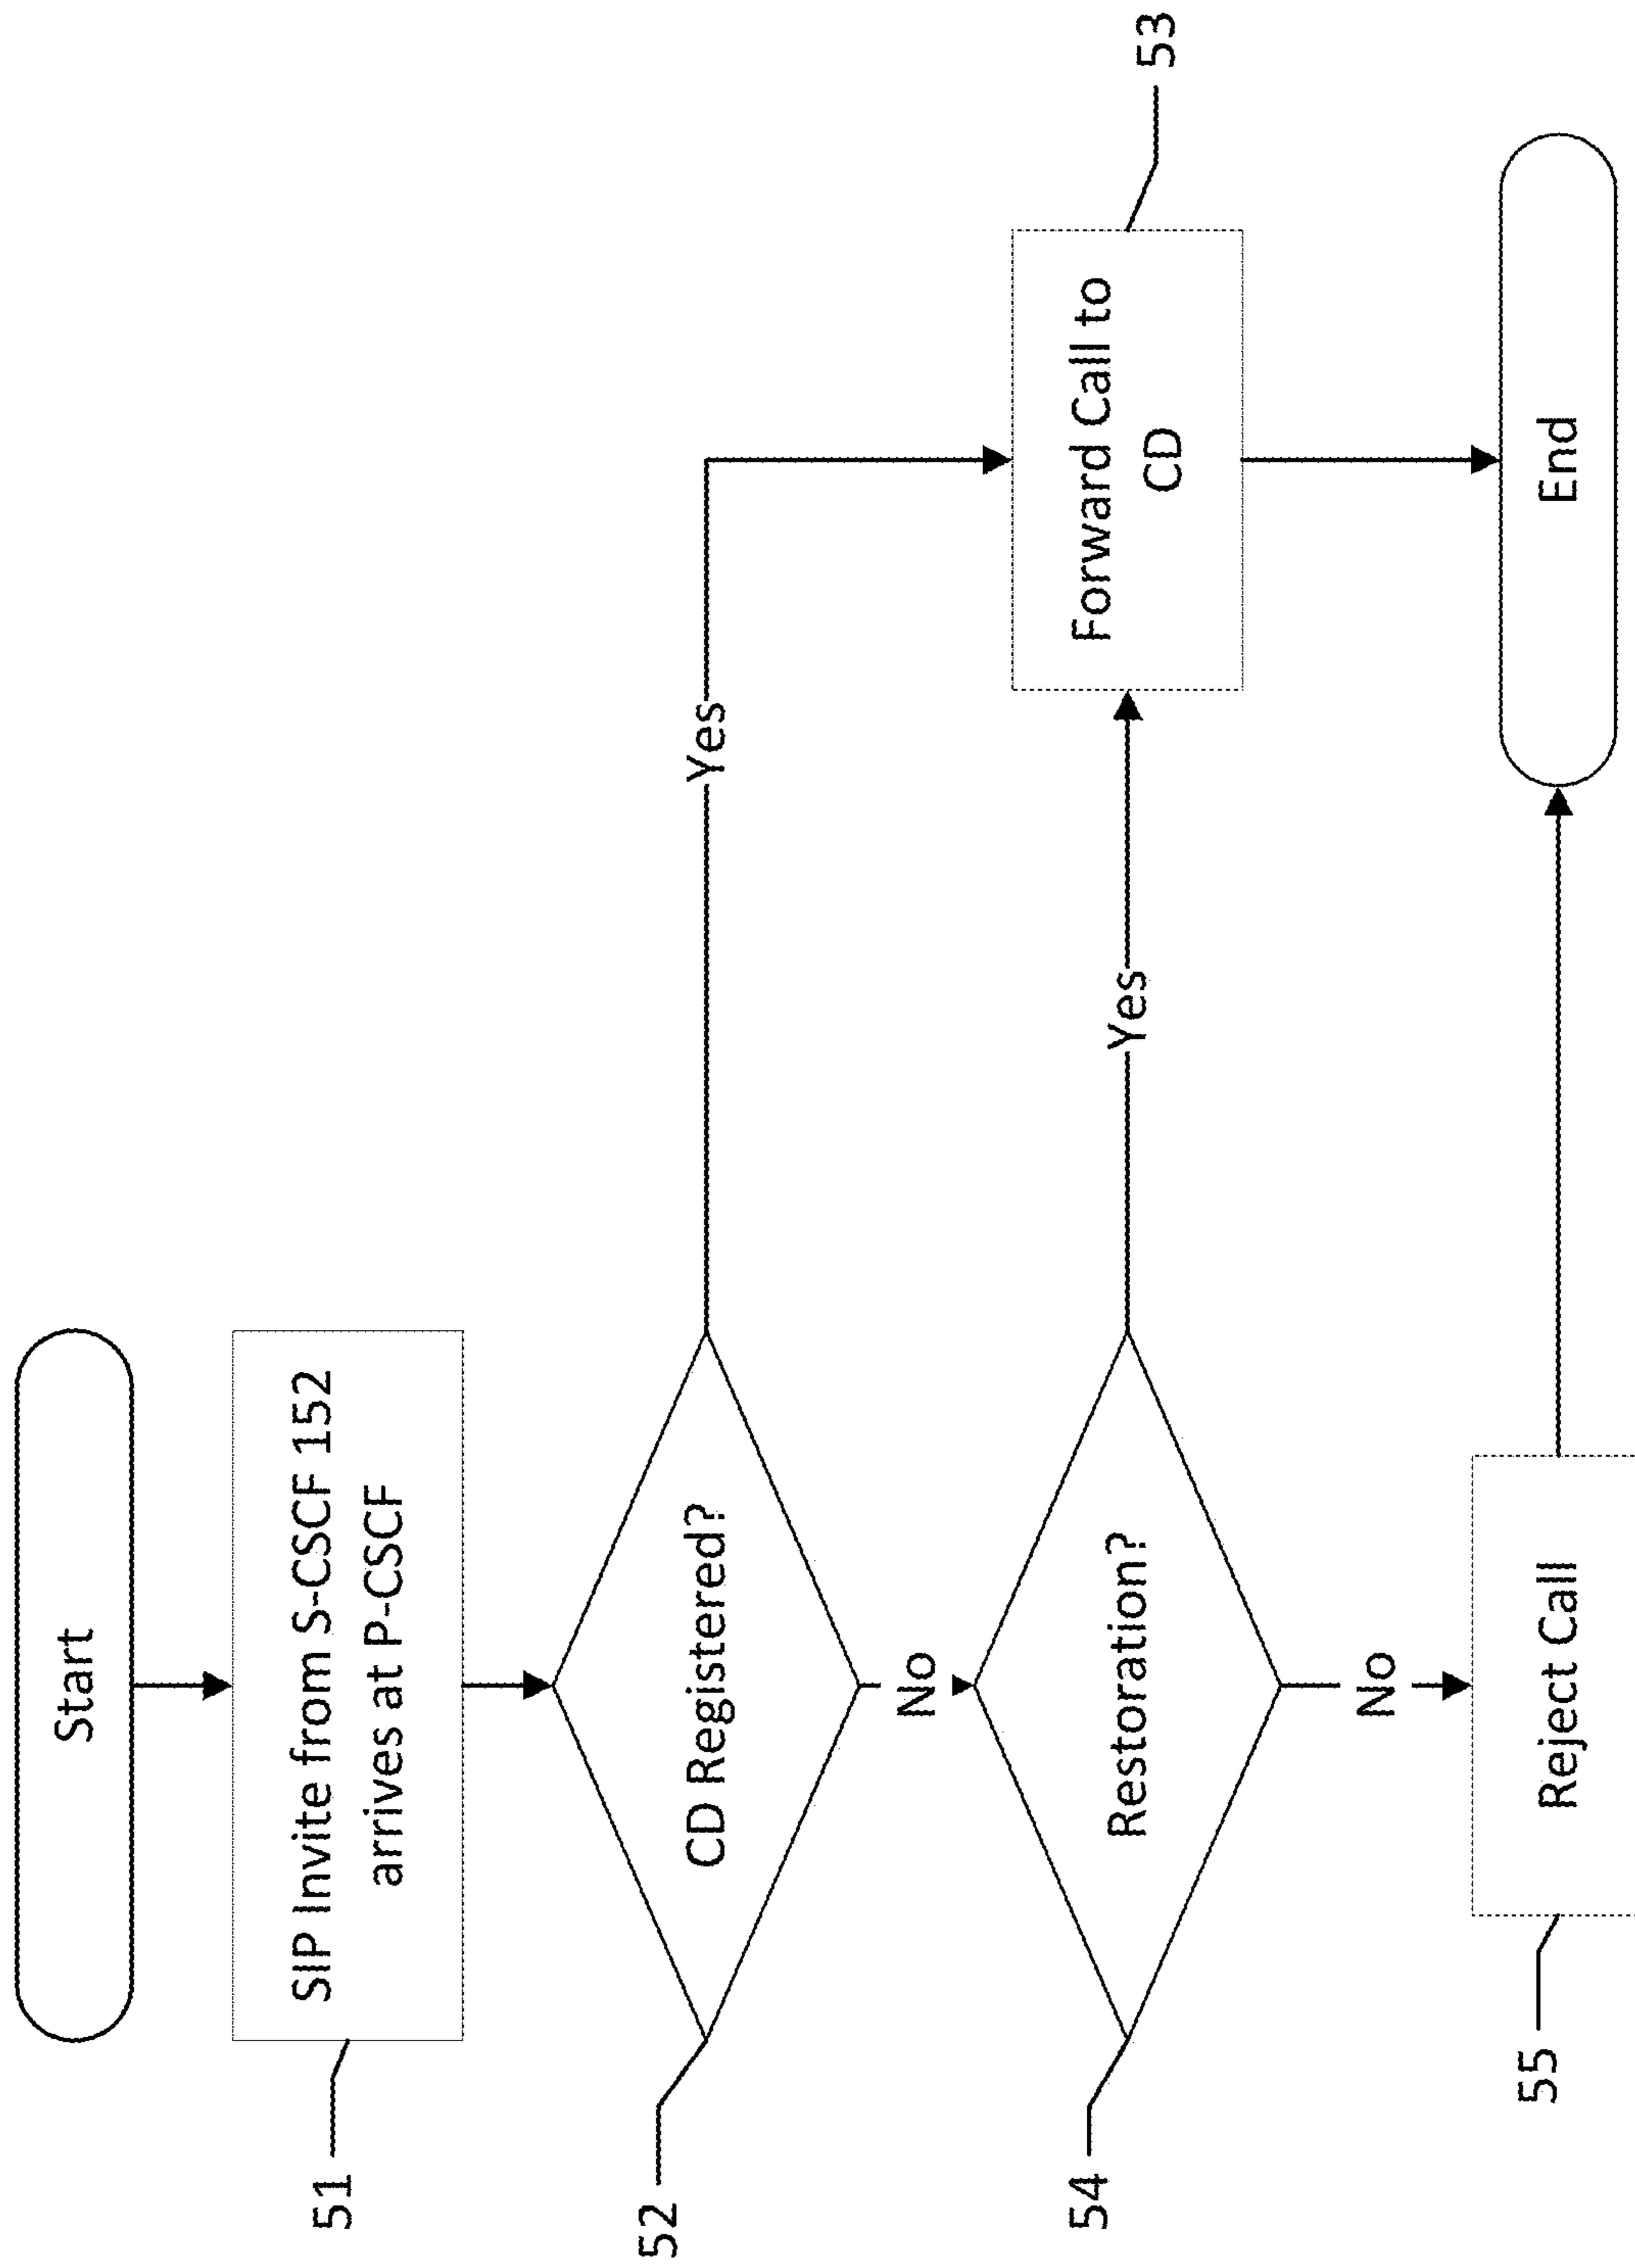 Start
51
SIP Invite from S-CSCF 152
arrives at P-CSCF
52
CD Registered?
Yes
No
54
Restoration?
Yes
Forward Call to
CD
53
No
55
Reject Call
End